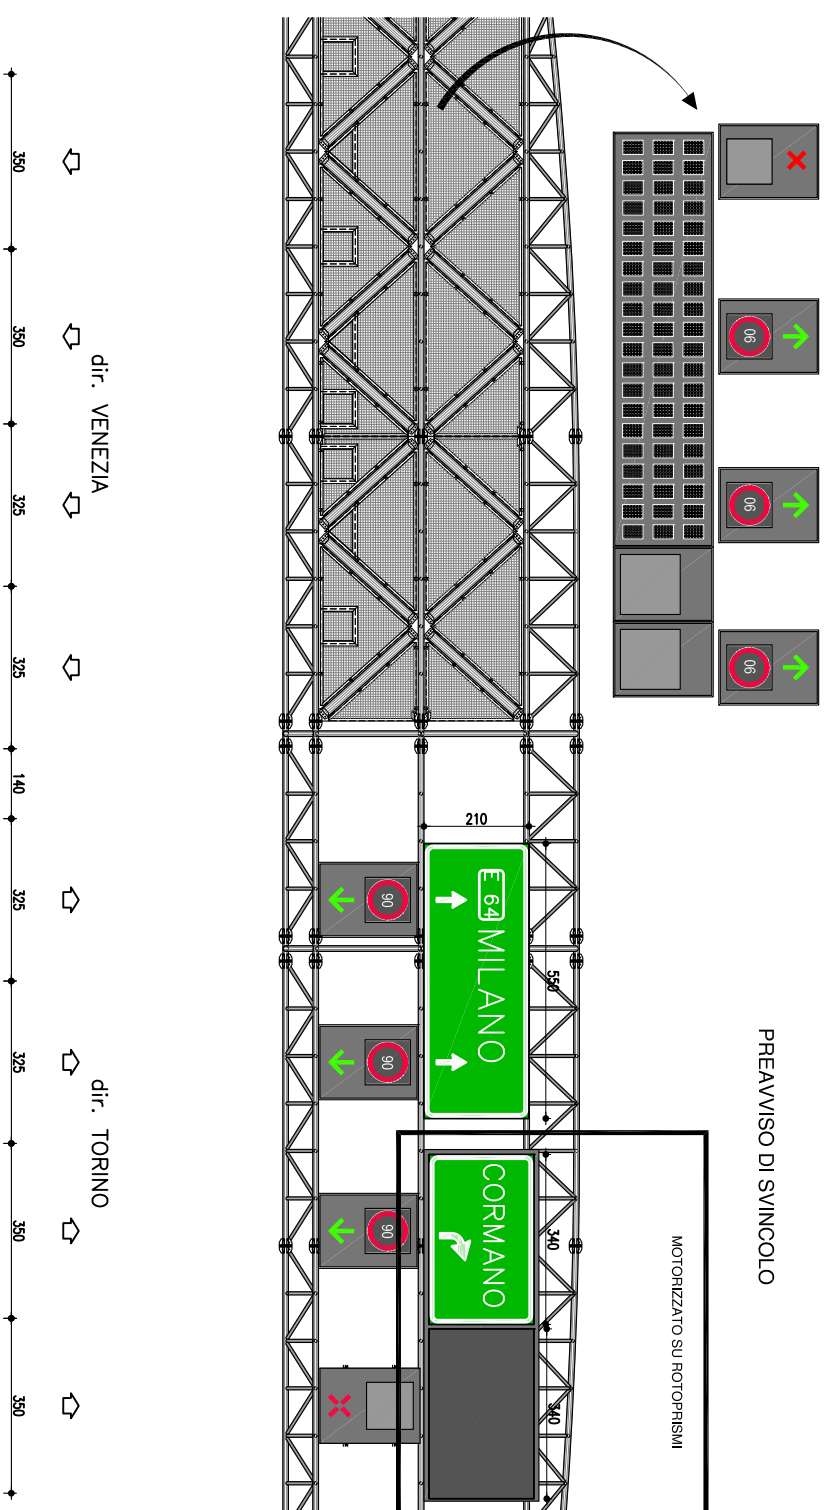 PREAVVISO DI SVINCOLO
MOTORIZZATO SU ROTOPRISMI
90
90
90
550
340
340
210
E 64
MILANO
CORMANO
90
90
90
dir. VENEZIA
dir. TORINO
350
350
325
325
140
325
325
350
350